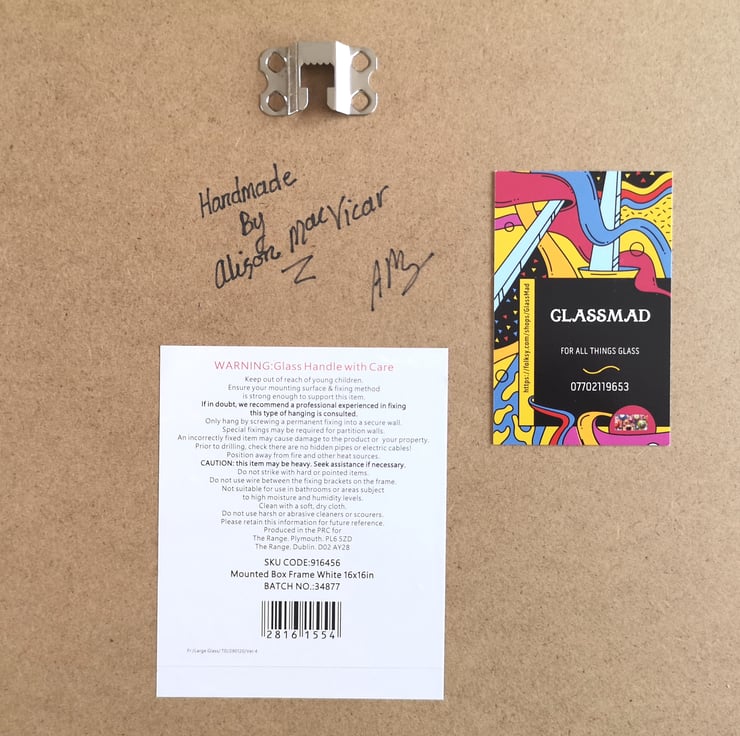 Handmade
By
Alison MacVicar
AM
WARNING:Glass Handle with Care
Keep out of reach of young children.
Ensure your mounting surface & fixing method
is strong enough to support this item.
If in doubt, we recommend a professional experienced in fixing
this type of hanging is consulted.
Only hang by screwing a permanent fixing into a secure wall.
Special fixings may be required for partition walls.
An incorrectly fixed item may cause damage to the product or your property.
Prior to drilling, check there are no hidden pipes or electric cables!
Position away from fire and other heat sources.
CAUTION: this item may be heavy. Seek assistance if necessary.
Do not strike with hard or pointed items.
Do not use wire between the fixing brackets on the frame.
Not suitable for use in bathrooms or areas subject
to high moisture and humidity levels.
Clean with a soft, dry cloth.
Do not use harsh or abrasive cleaners or scourers.
Please retain this information for future reference.
Produced in the PRC for
The Range. Plymouth. PL6 5ZD
The Range. Dublin. D02 AY28
SKU CODE:916456
Mounted Box Frame White 16x16in
BATCH NO.:34877
2816 1554
https://folksy.com/shops/GlassMad
GLASSMAD
FOR ALL THINGS GLASS
07702119653